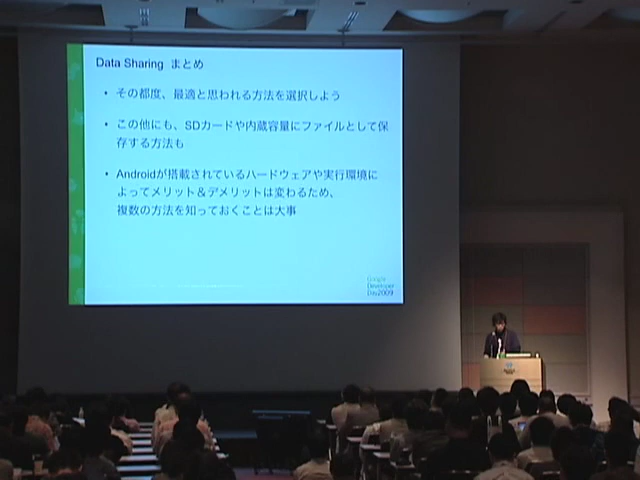 Data Sharing まとめ
• その都度、最適と思われる方法を選択しよう
• この他にも、SDカードや内蔵容量にファイルとして保
存する方法も
• Androidが搭載されているハードウェアや実行環境に
よってメリット＆デメリットは変わるため、
複数の方法を知っておくことは大事
Google
Developer
Day2009